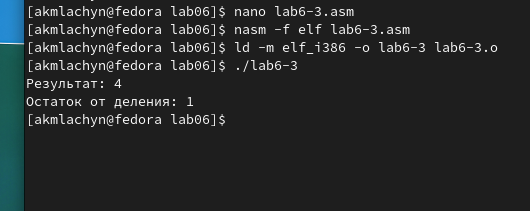 [akmlachyn@fedora lab06]$ nano lab6-3.asm
[akmlachyn@fedora lab06]$ nasm -f elf lab6-3.asm
[akmlachyn@fedora lab06]$ ld -m elf_i386 -o lab6-3 lab6-3.o
[akmlachyn@fedora lab06]$ ./lab6-3
Результат: 4
Остаток от деления: 1
[akmlachyn@fedora lab06]$